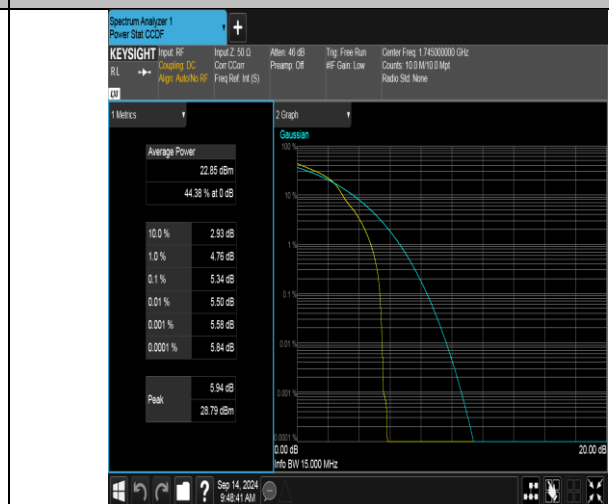 Spectrum Analyzer 1
Power Stat CCDF
+
KEYSIGHT
RL
Input: RF
Coupling: DC
Align: Auto/No RF
Input Z: 50 Ω
Corr CCorr
Freq Ref: Int (S)
Atten: 46 dB
Preamp: Off
Trig: Free Run
#IF Gain: Low
Center Freq: 1.745000000 GHz
Counts: 10.0 M/10.0 Mpt
Radio Std: None
1 Metrics
Average Power
22.85 dBm
44.38 % at 0 dB
10.0 % 2.93 dB
1.0 % 4.76 dB
0.1 % 5.34 dB
0.01 % 5.50 dB
0.001 % 5.58 dB
0.0001 % 5.84 dB
Peak
5.94 dB
28.79 dBm
2 Graph
Gaussian
100 %
10 %
1 %
0.1 %
0.01 %
0.001 %
0.0001 %
0.00 dB
20.00 dB
Info BW 15.000 MHz
?
Sep 14, 2024
9:48:41 AM